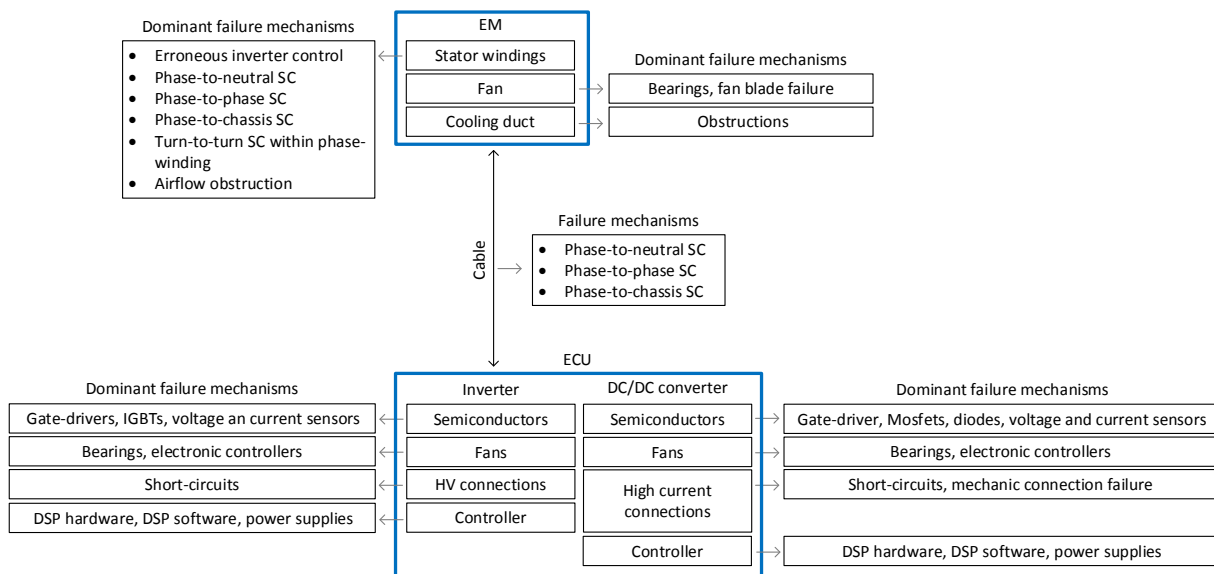 Dominant failure mechanisms
• Erroneous inverter control
• Phase-to-neutral SC
• Phase-to-phase SC
• Phase-to-chassis SC
• Turn-to-turn SC within phase-
winding
• Airflow obstruction
EM
Stator windings
Fan
Cooling duct
Dominant failure mechanisms
Bearings, fan blade failure
Obstructions
Cable
Failure mechanisms
• Phase-to-neutral SC
• Phase-to-phase SC
• Phase-to-chassis SC
ECU
Dominant failure mechanisms
Gate-drivers, IGBTs, voltage an current sensors
Bearings, electronic controllers
Short-circuits
DSP hardware, DSP software, power supplies
Inverter
Semiconductors
Fans
HV connections
Controller
DC/DC converter
Semiconductors
Fans
High current
connections
Controller
Dominant failure mechanisms
Gate-driver, Mosfets, diodes, voltage and current sensors
Bearings, electronic controllers
Short-circuits, mechanic connection failure
DSP hardware, DSP software, power supplies